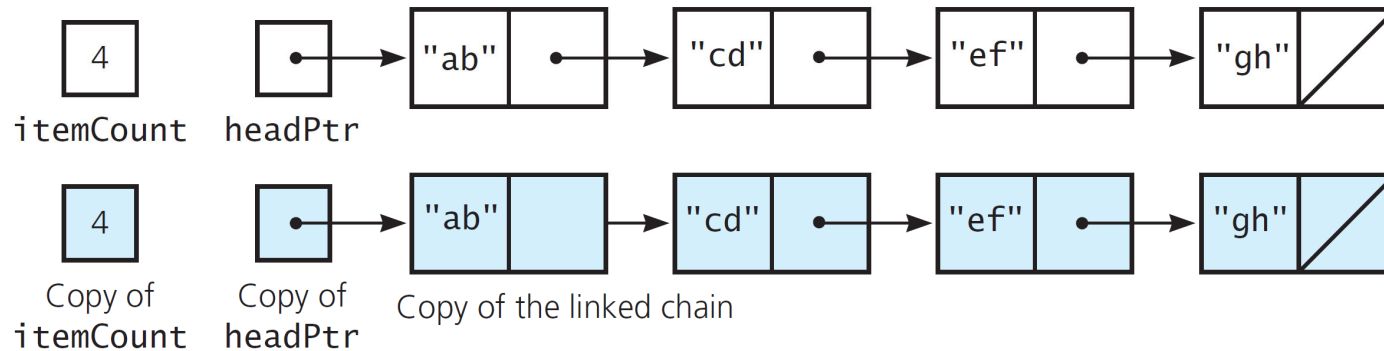 4 "ab" "cd" "ef" "gh"
itemCount headPtr
4 "ab" "cd" "ef" "gh"
Copy of Copy of Copy of the linked chain
itemCount headPtr